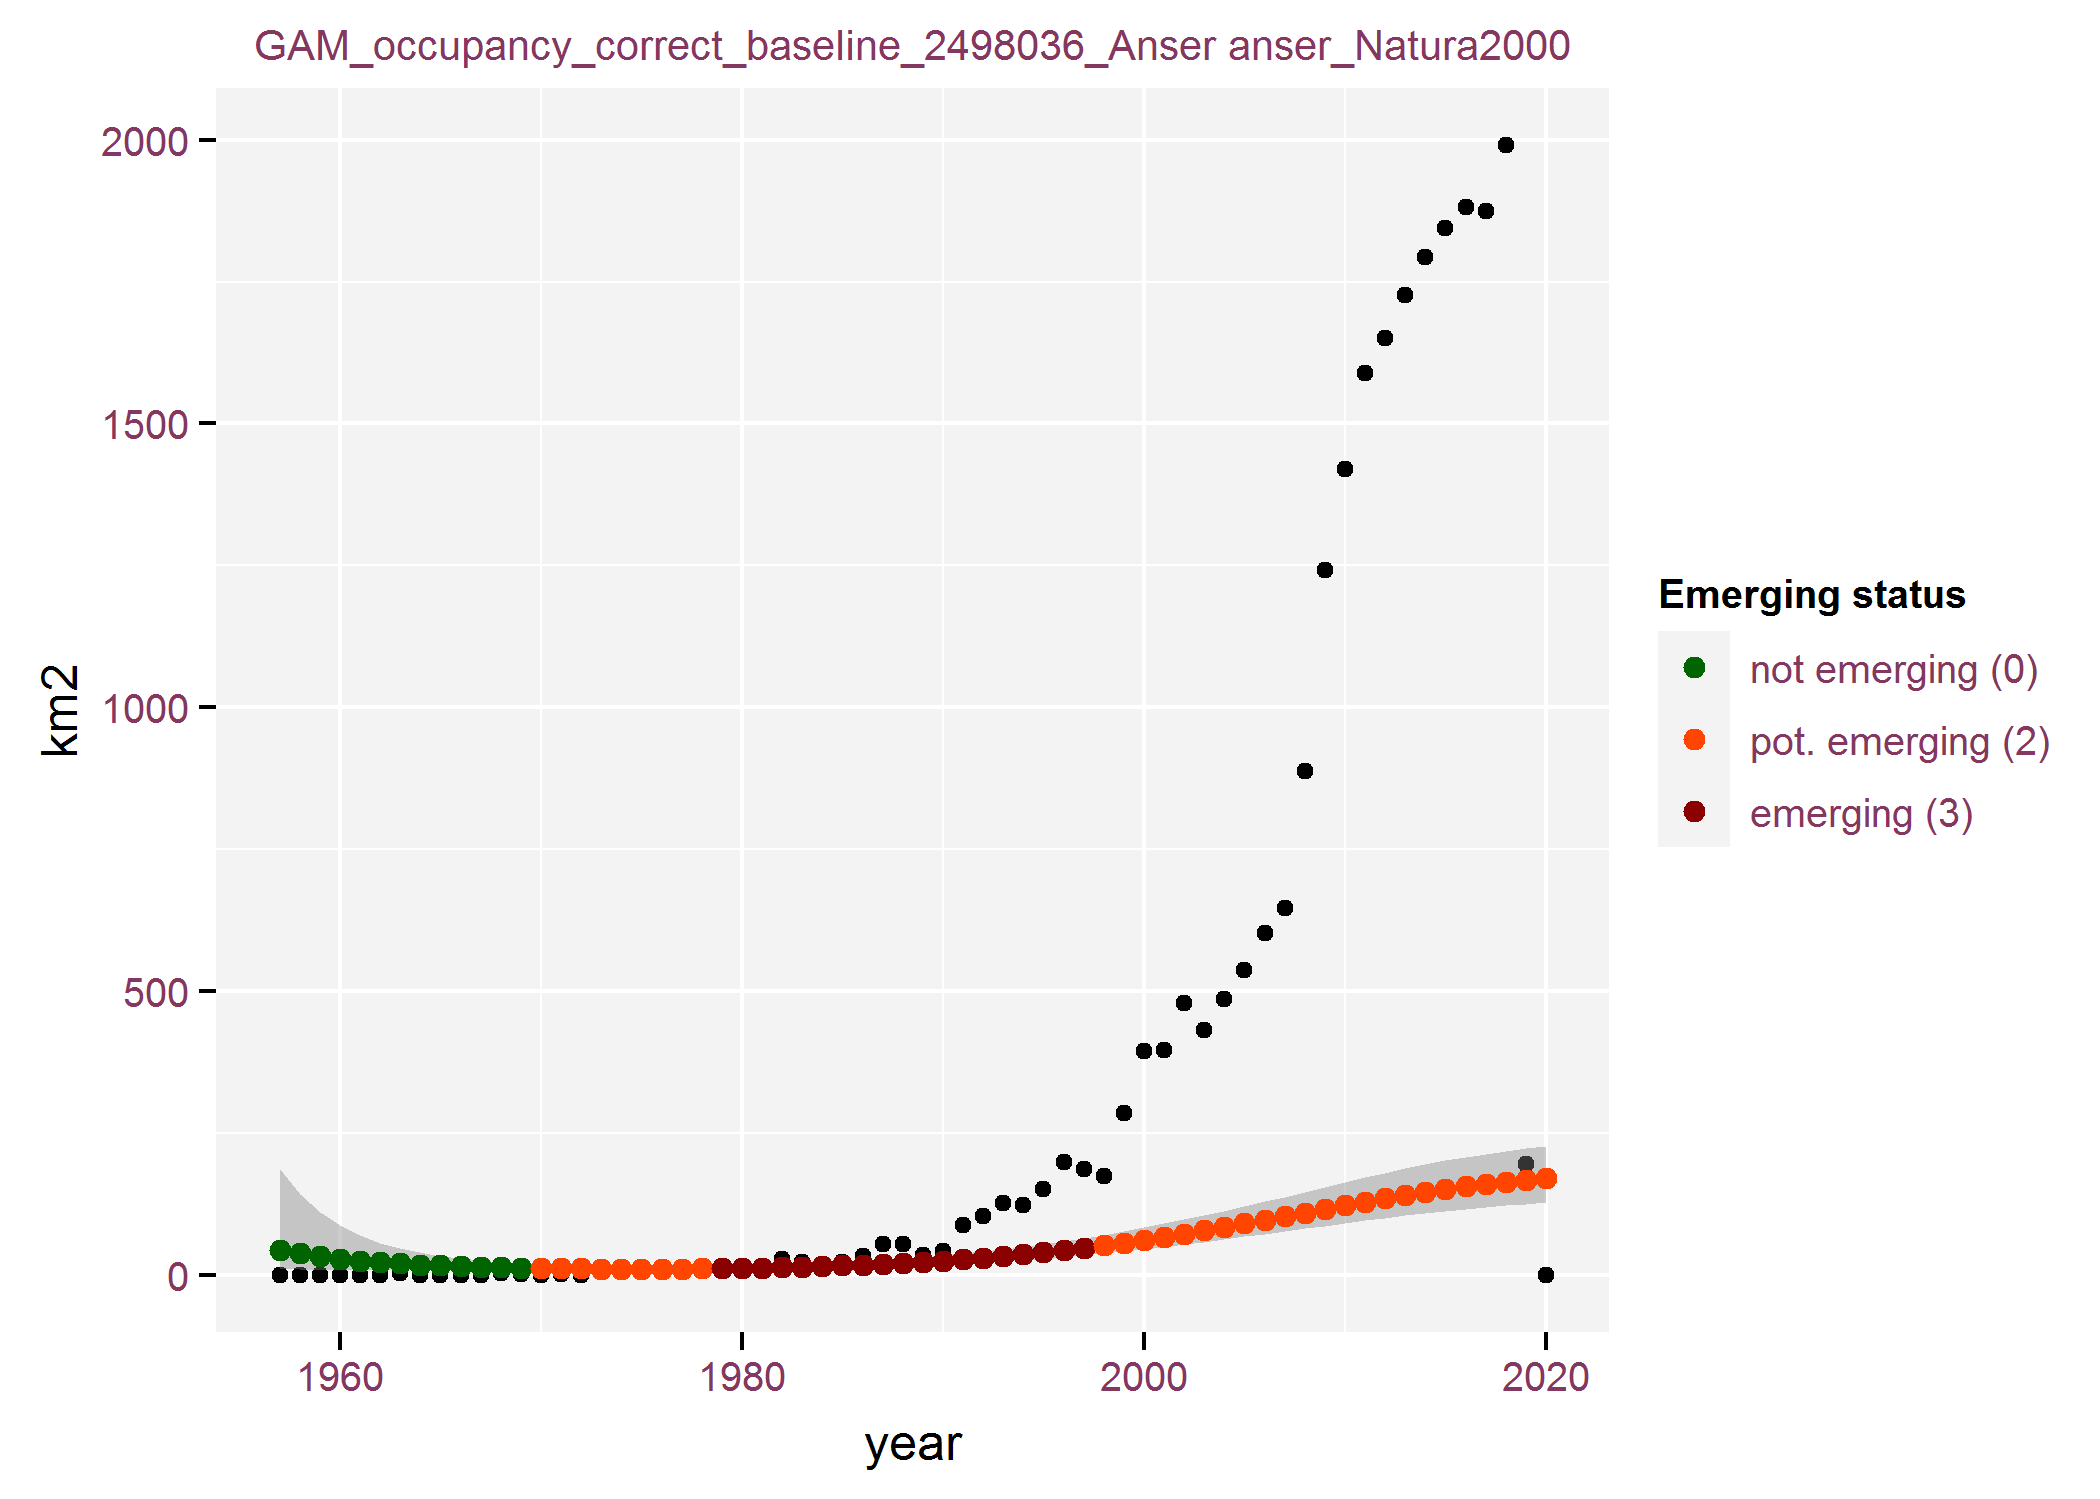 GAM_occupancy_correct_baseline_2498036_Anser anser_Natura2000
2000
1500
1000
500
0
km2
1960
1980
2000
2020
year
Emerging status
not emerging (0)
pot. emerging (2)
emerging (3)